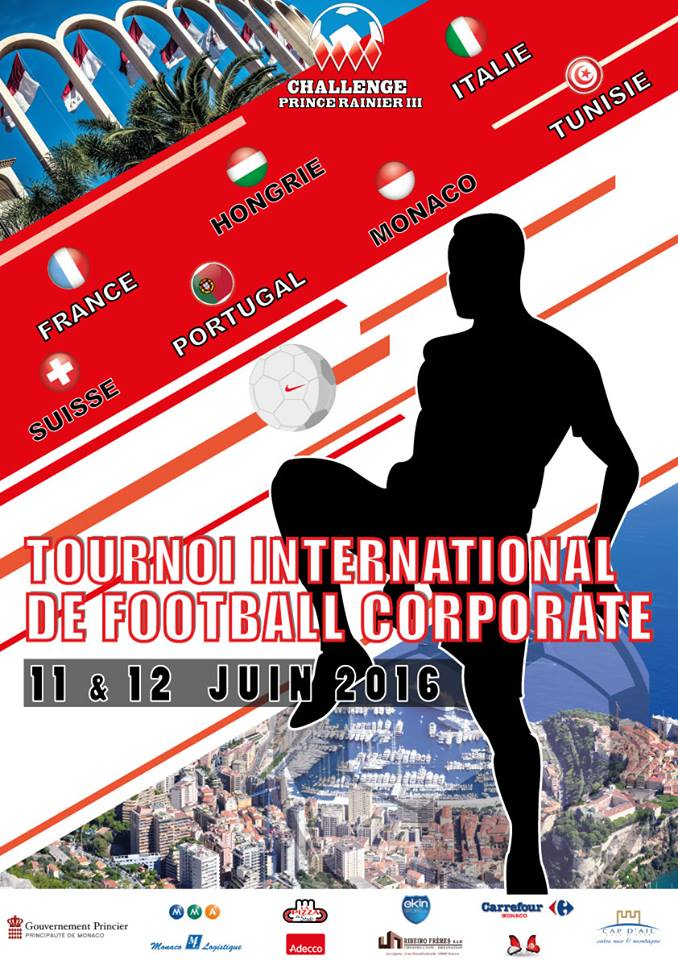 CHALLENGE
PRINCE RAINIER III
ITALIE
TUNISIE
HONGRIE
MONACO
FRANCE
PORTUGAL
SUISSE
TOURNOI INTERNATIONAL
DE FOOTBALL CORPORATE
11 & 12 JUIN 2016
Gouvernement Princier
PRINCIPAUTÉ DE MONACO
MMA
Monaco Logistique
PIZZA
Adecco
ekin
SPORTS
RIBEIRO FRÈRES
Carrefour
MONACO
CAP D'AIL
entre mer & montagne